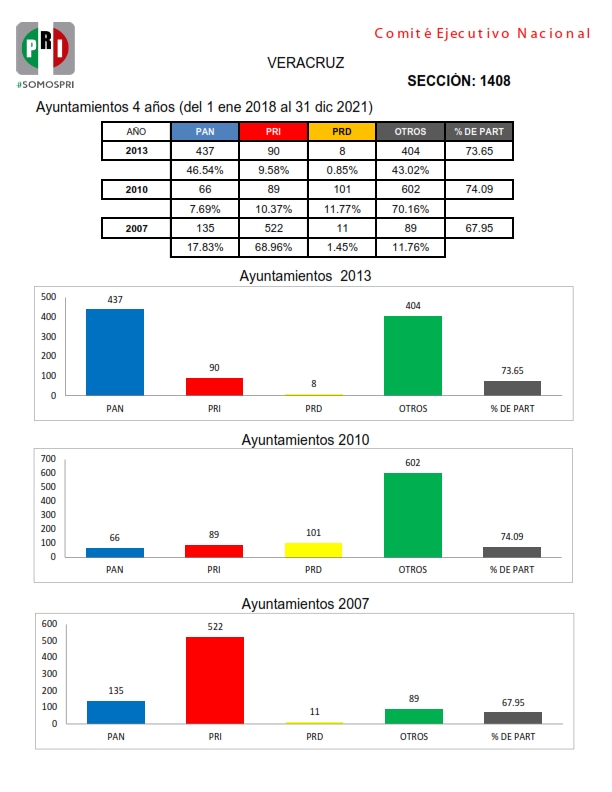 Comité Ejecutivo Nacional
PRI
#SOMOSPRI
VERACRUZ
SECCIÓN: 1408
Ayuntamientos 4 años (del 1 ene 2018 al 31 dic 2021)
AÑO PAN PRI PRD OTROS % DE PART
2013 437 90 8 404 73.65
46.54% 9.58% 0.85% 43.02%
2010 66 89 101 602 74.09
7.69% 10.37% 11.77% 70.16%
2007 135 522 11 89 67.95
17.83% 68.96% 1.45% 11.76%
Ayuntamientos 2013
500
400
300
200
100
0
437 90 8 404 73.65
PAN PRI PRD OTROS % DE PART
Ayuntamientos 2010
700
600
500
400
300
200
100
0
66 89 101 602 74.09
PAN PRI PRD OTROS % DE PART
Ayuntamientos 2007
600
500
400
300
200
100
0
135 522 11 89 67.95
PAN PRI PRD OTROS % DE PART